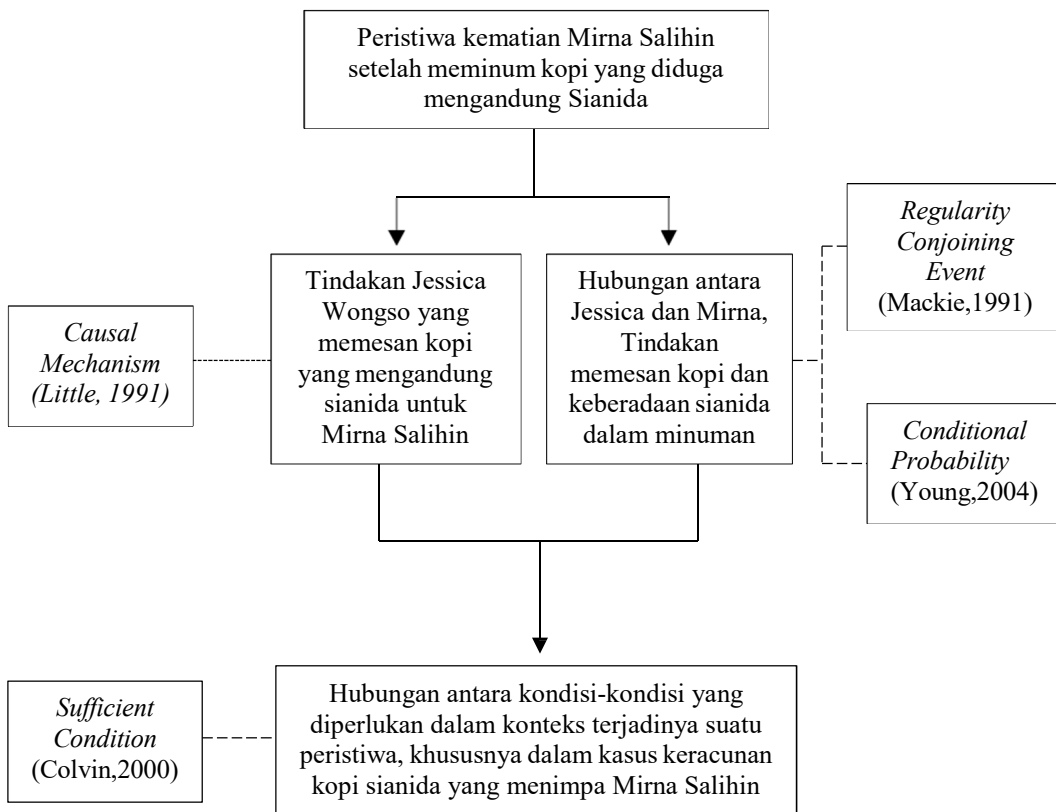 Peristiwa kematian Mirna Salihin
setelah meminum kopi yang diduga
mengandung Sianida
Regularity
Conjoining
Event
(Mackie,1991)
Tindakan Jessica
Wongso yang
memesan kopi
yang mengandung
sianida untuk
Mirna Salihin
Hubungan antara
Jessica dan Mirna,
Tindakan
memesan kopi dan
keberadaan sianida
dalam minuman
Causal
Mechanism
(Little, 1991)
Conditional
Probability
(Young,2004)
Sufficient
Condition
(Colvin,2000)
Hubungan antara kondisi-kondisi yang
diperlukan dalam konteks terjadinya suatu
peristiwa, khususnya dalam kasus keracunan
kopi sianida yang menimpa Mirna Salihin